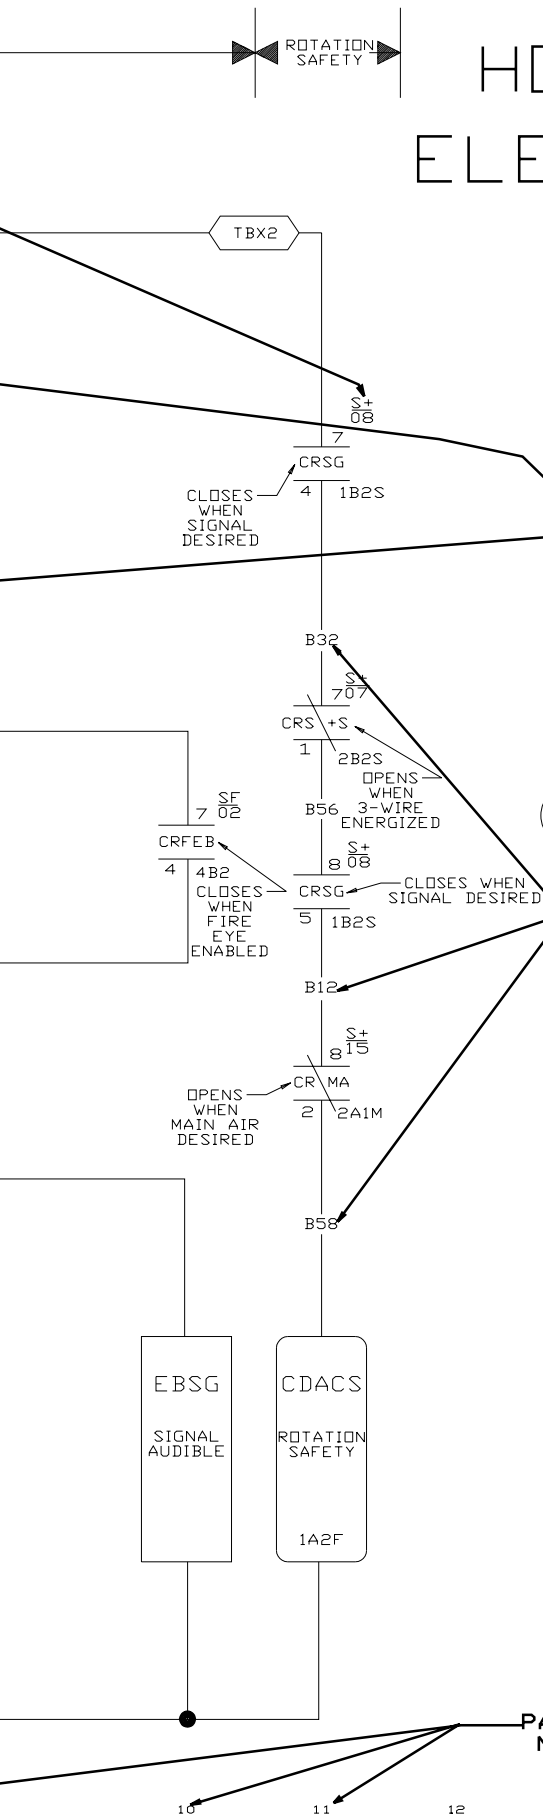 ROTATION
SAFETY
TBX2
S+
08
7
CRSG
4 1B2S
CLOSES
WHEN
SIGNAL
DESIRED
B32
S+
07
7
CRS +S
1
2B2S
OPENS
WHEN
3-WIRE
ENERGIZED
B56
SF
02
7
CRFEB
4 4B2
CLOSES
WHEN
FIRE
EYE
ENABLED
S+
08
8
CRSG
5 1B2S
CLOSES WHEN
SIGNAL DESIRED
B12
S+
15
8
CR MA
2 2A1M
OPENS
WHEN
MAIN AIR
DESIRED
B58
EBSG
SIGNAL
AUDIBLE
CDACS
ROTATION
SAFETY
1A2F
10 11 12